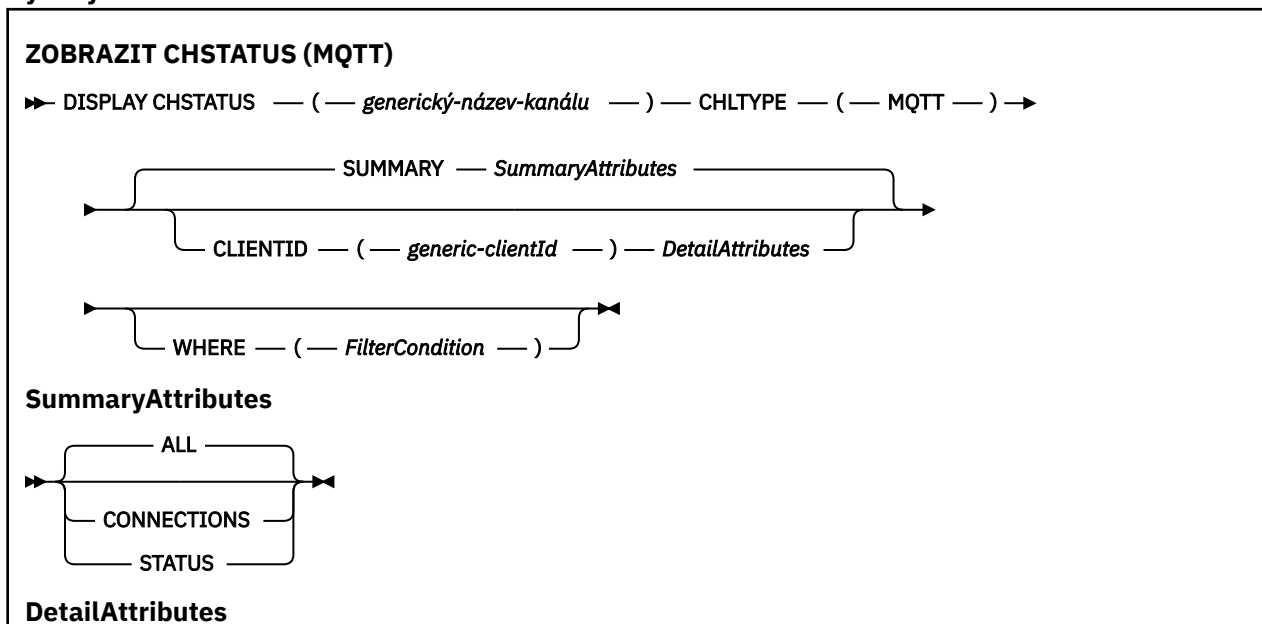 ZOBRAZIT CHSTATUS (MQTT)
DISPLAY CHSTATUS ( generický-název-kanálu ) CHLTYPE ( MQTT )
SUMMARY SummaryAttributes
CLIENTID ( generic-clientId ) DetailAttributes
WHERE ( FilterCondition )
SummaryAttributes
ALL
CONNECTIONS
STATUS
DetailAttributes